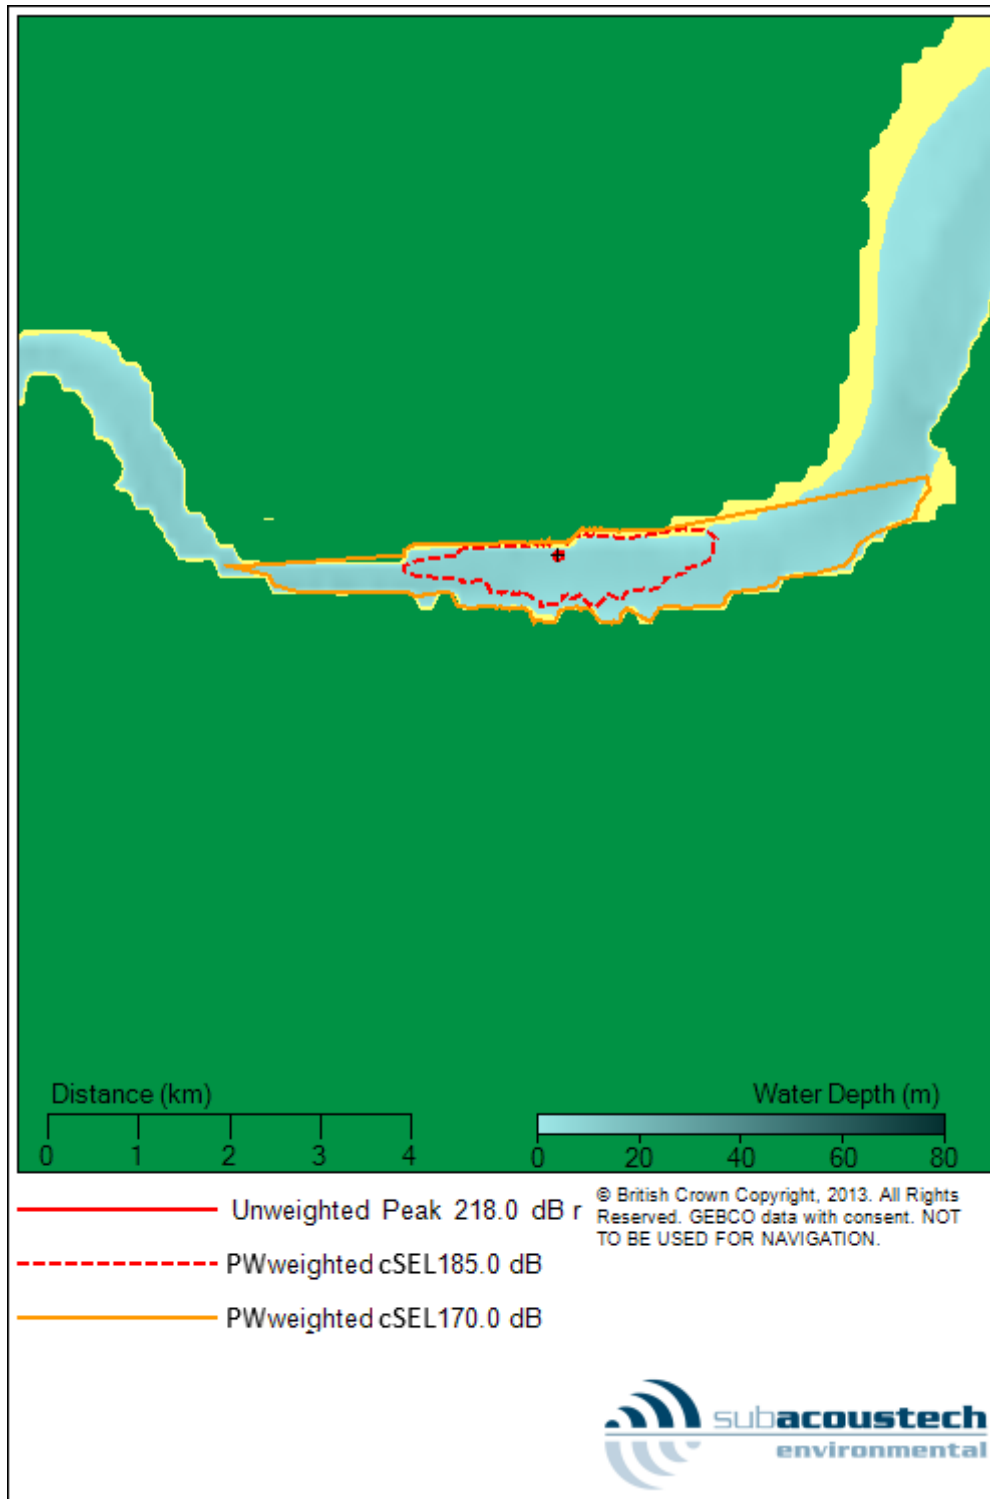 Distance (km)
0 1 2 3 4
Water Depth (m)
0 20 40 60 80
Unweighted Peak 218.0 dB r
PWweighted cSEL185.0 dB
PWweighted cSEL170.0 dB
© British Crown Copyright, 2013. All Rights
Reserved. GEBCO data with consent. NOT
TO BE USED FOR NAVIGATION.
subacoustech
environmental